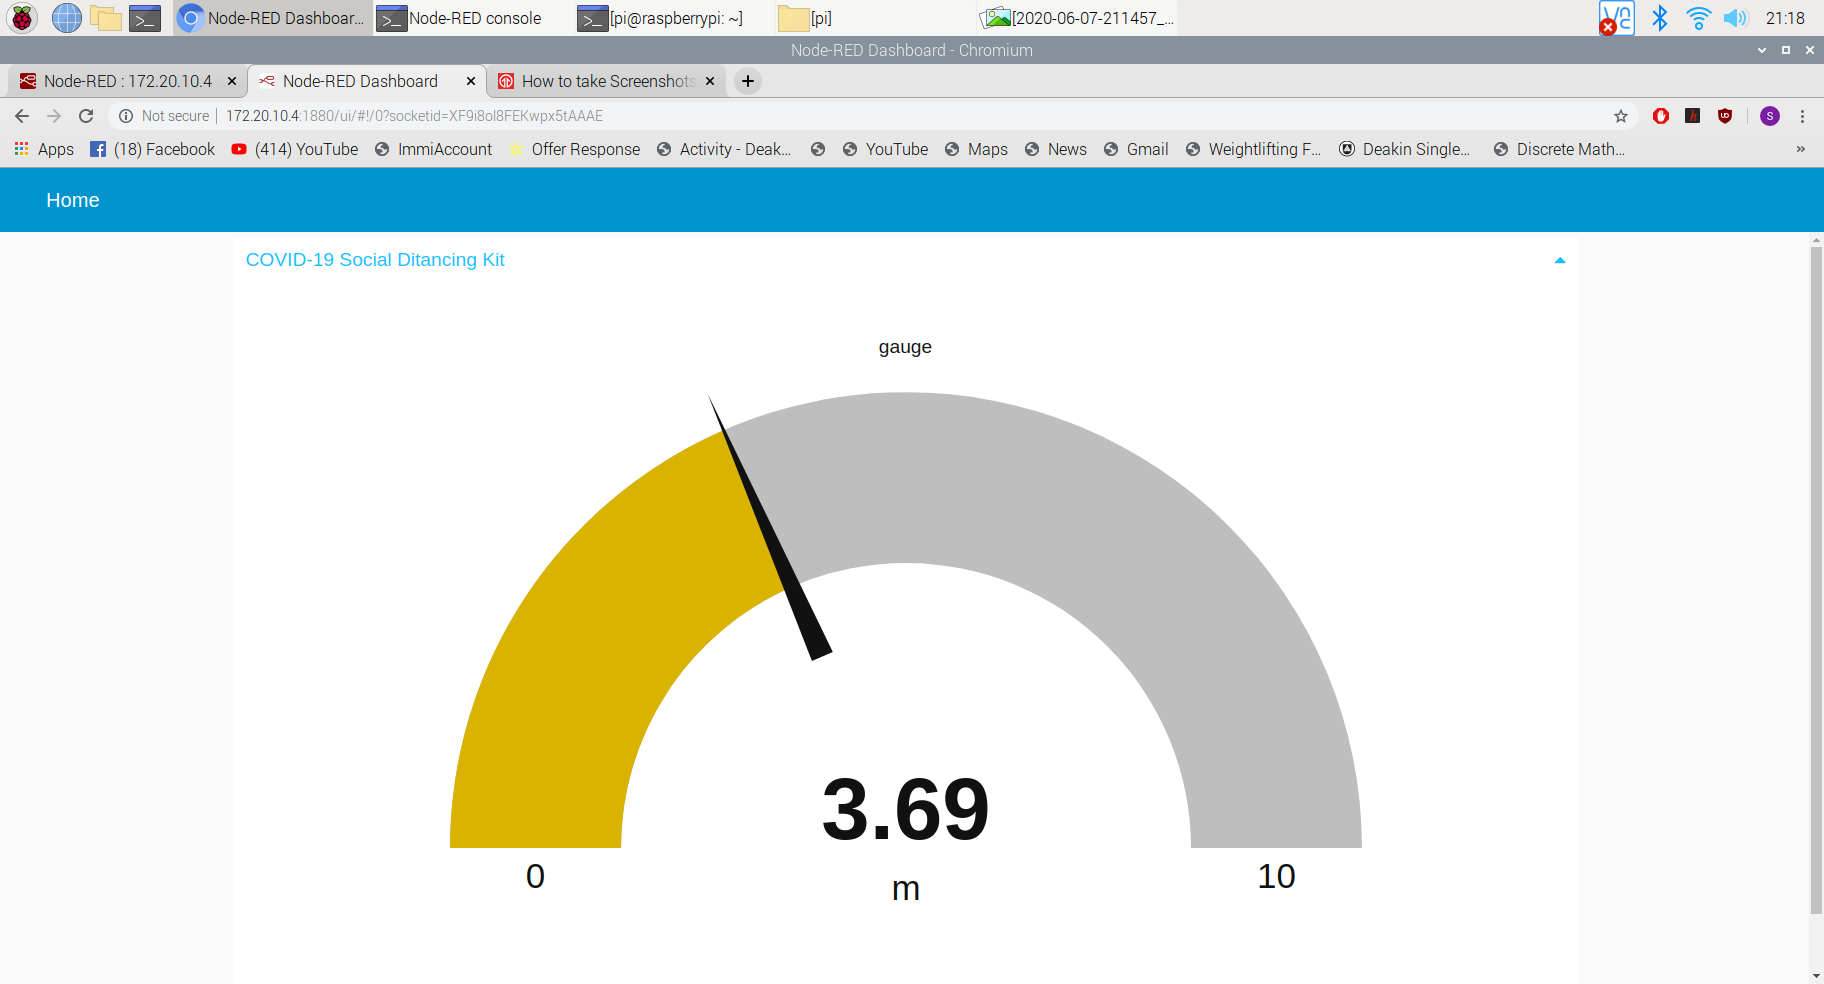 Node-RED Dashboar... Node-RED console [pi@raspberrypi: ~] [pi] [2020-06-07-211457_... 21:18
Node-RED Dashboard - Chromium
Node-RED : 172.20.10.4 Node-RED Dashboard How to take Screenshots
Not secure 172.20.10.4:1880/ui/#!/0?socketid=XF9i8oI8FEKwpx5tAAAE S
Apps (18) Facebook (414) YouTube ImmiAccount Offer Response Activity - Deak... YouTube Maps News Gmail Weightlifting F... Deakin Single... Discrete Math... »
Home
COVID-19 Social Ditancing Kit
gauge
3.69
0 m 10